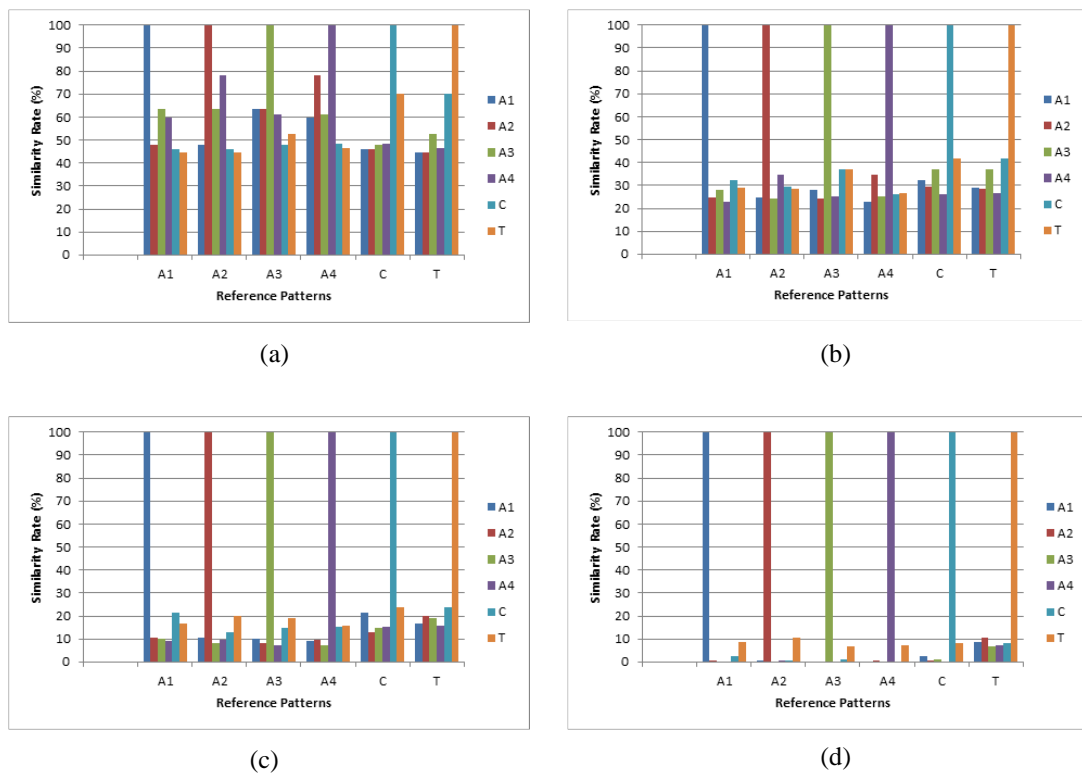 100
90
80
70
60
50
40
30
20
10
0
Similarity Rate (%)
A1 A2 A3 A4 C T
Reference Patterns
A1
A2
A3
A4
C
T
(a)
100
90
80
70
60
50
40
30
20
10
0
Similarity Rate (%)
A1 A2 A3 A4 C T
Reference Patterns
A1
A2
A3
A4
C
T
(b)
100
90
80
70
60
50
40
30
20
10
0
Similarity Rate (%)
A1 A2 A3 A4 C T
Reference Patterns
A1
A2
A3
A4
C
T
(c)
100
90
80
70
60
50
40
30
20
10
0
Similarity Rate (%)
A1 A2 A3 A4 C T
Reference Patterns
A1
A2
A3
A4
C
T
(d)